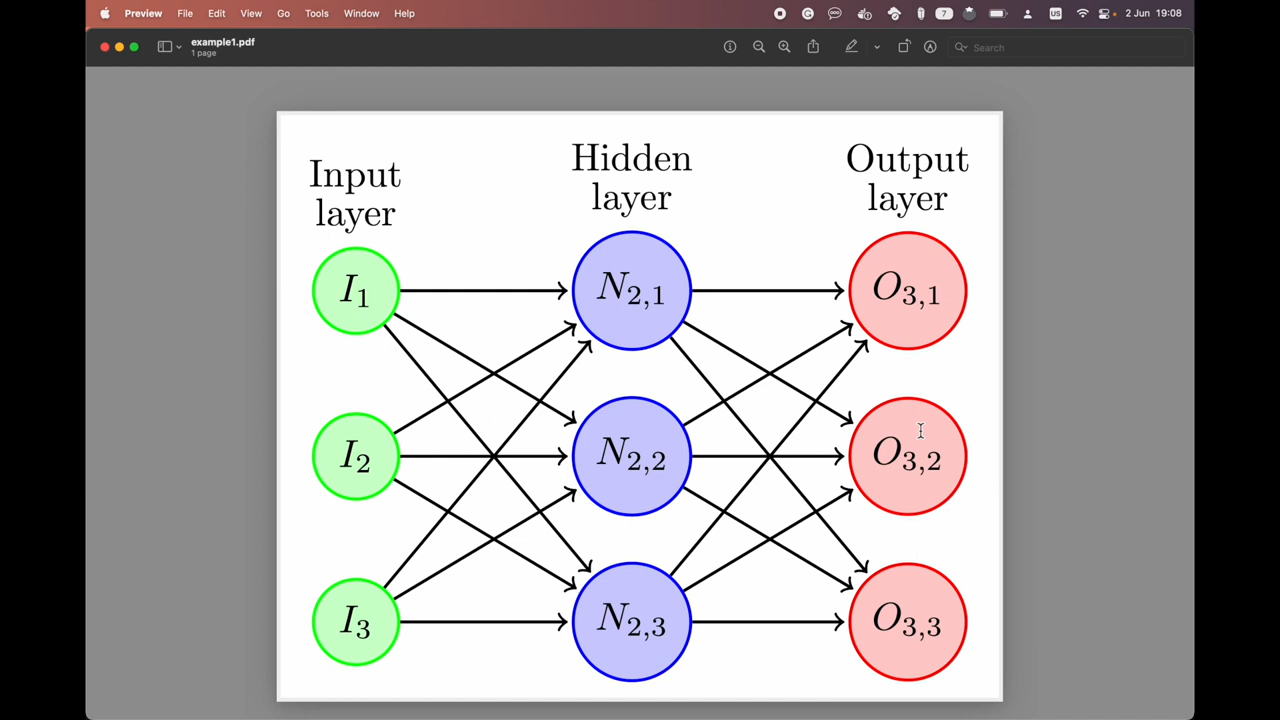 Preview File Edit View Go Tools Window Help 7 US 2 Jun 19:08
example1.pdf
1 page
Search
Input
layer
Hidden
layer
Output
layer
I₁ N₂,₁ O₃,₁
I₂ N₂,₂ O₃,₂
I₃ N₂,₃ O₃,₃